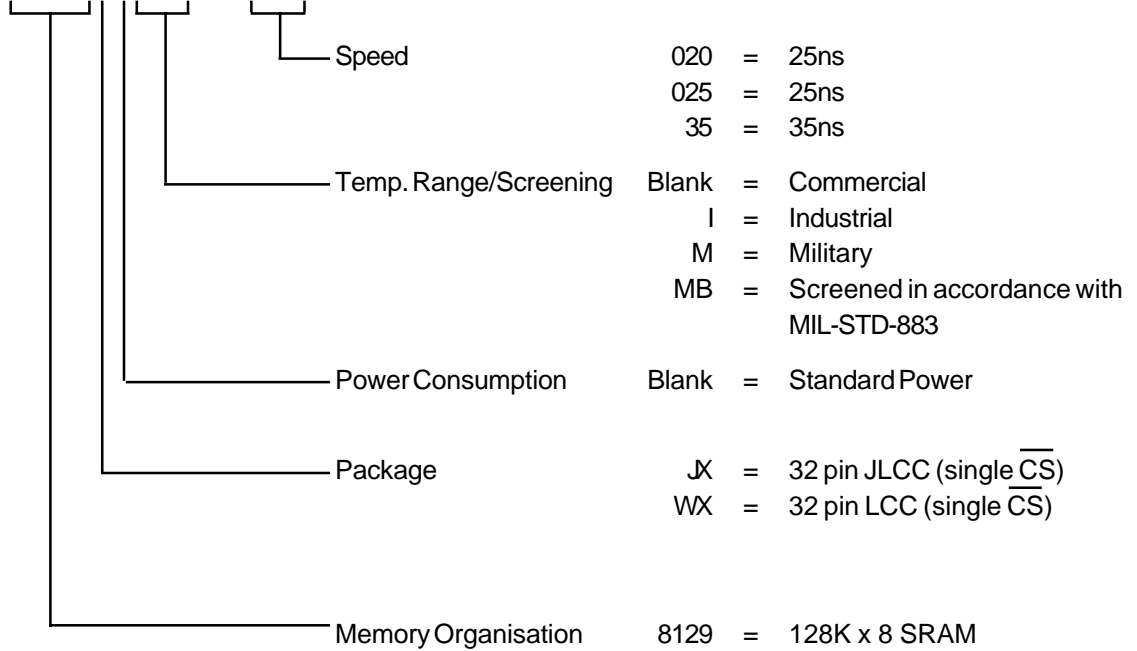 Speed 020 = 25ns
025 = 25ns
35 = 35ns
Temp. Range/Screening Blank = Commercial
I = Industrial
M = Military
MB = Screened in accordance with
MIL-STD-883
Power Consumption Blank = Standard Power
Package JX = 32 pin JLCC (single C̅S̅)
WX = 32 pin LCC (single C̅S̅)
Memory Organisation 8129 = 128K x 8 SRAM